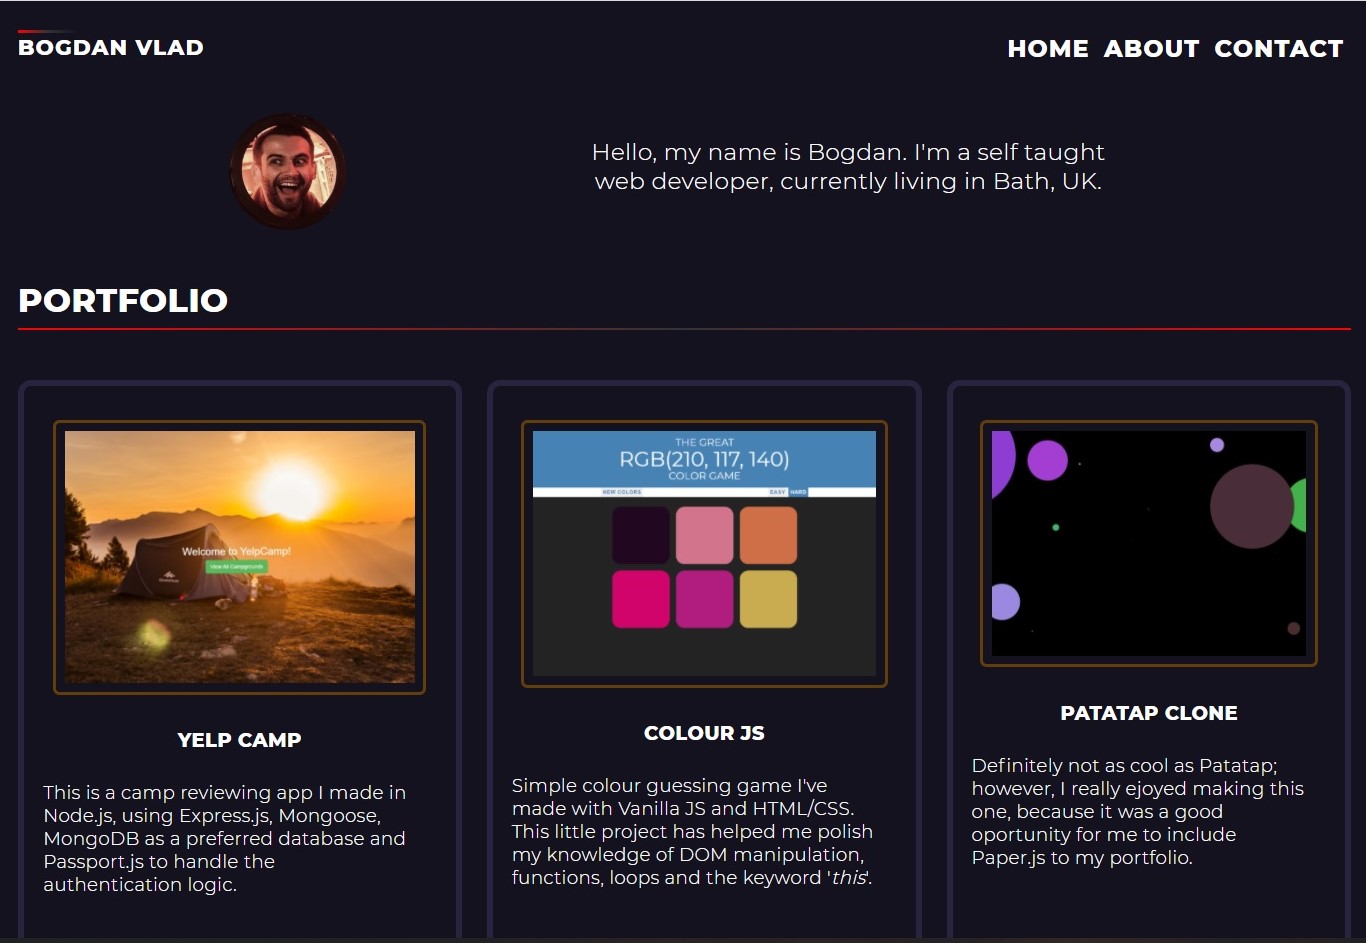 BOGDAN VLAD
HOME ABOUT CONTACT
Hello, my name is Bogdan. I'm a self taught
web developer, currently living in Bath, UK.
PORTFOLIO
Welcome to YelpCamp!
View All Campgrounds
YELP CAMP
This is a camp reviewing app I made in
Node.js, using Express.js, Mongoose,
MongoDB as a preferred database and
Passport.js to handle the
authentication logic.
THE GREAT
RGB(210, 117, 140)
COLOR GAME
NEW COLORS EASY HARD
COLOUR JS
Simple colour guessing game I've
made with Vanilla JS and HTML/CSS.
This little project has helped me polish
my knowledge of DOM manipulation,
functions, loops and the keyword 'this'.
PATATAP CLONE
Definitely not as cool as Patatap;
however, I really ejoyed making this
one, because it was a good
oportunity for me to include
Paper.js to my portfolio.